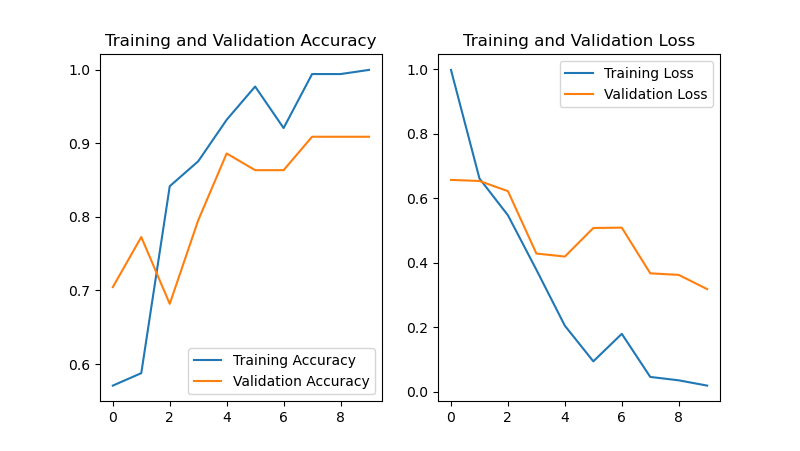 Training and Validation Accuracy
1.0
0.9
0.8
0.7
0.6
0 2 4 6 8
Training Accuracy
Validation Accuracy
Training and Validation Loss
1.0
0.8
0.6
0.4
0.2
0.0
0 2 4 6 8
Training Loss
Validation Loss